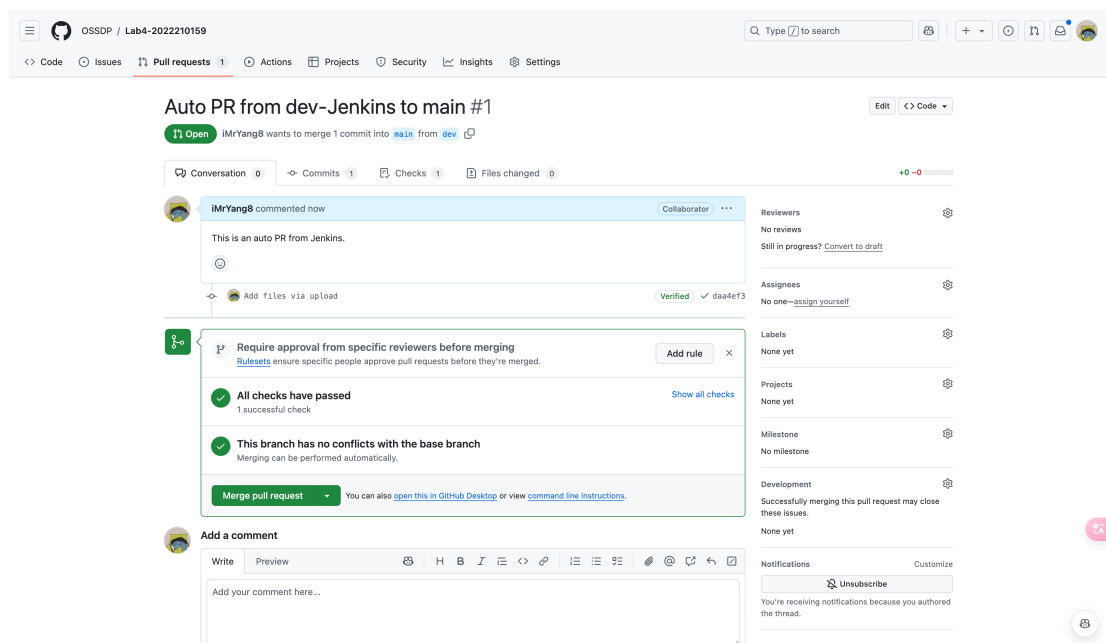 OSSDP / Lab4-2022210159
Type / to search
Code
Issues
Pull requests 1
Actions
Projects
Security
Insights
Settings
Auto PR from dev-Jenkins to main #1
Edit
<> Code
Open
iMrYang8 wants to merge 1 commit into main from dev
Conversation 0
Commits 1
Checks 1
Files changed 0
+0 −0
iMrYang8 commented now
Collaborator
This is an auto PR from Jenkins.
Add files via upload
Verified
daa4ef3
Require approval from specific reviewers before merging
Rulesets ensure specific people approve pull requests before they're merged.
Add rule
All checks have passed
1 successful check
Show all checks
This branch has no conflicts with the base branch
Merging can be performed automatically.
Merge pull request
You can also open this in GitHub Desktop or view command line instructions.
Add a comment
Write
Preview
H B I
Add your comment here...
Reviewers
No reviews
Still in progress? Convert to draft
Assignees
No one—assign yourself
Labels
None yet
Projects
None yet
Milestone
No milestone
Development
Successfully merging this pull request may close
these issues.
None yet
Notifications
Customize
Unsubscribe
You're receiving notifications because you authored
the thread.